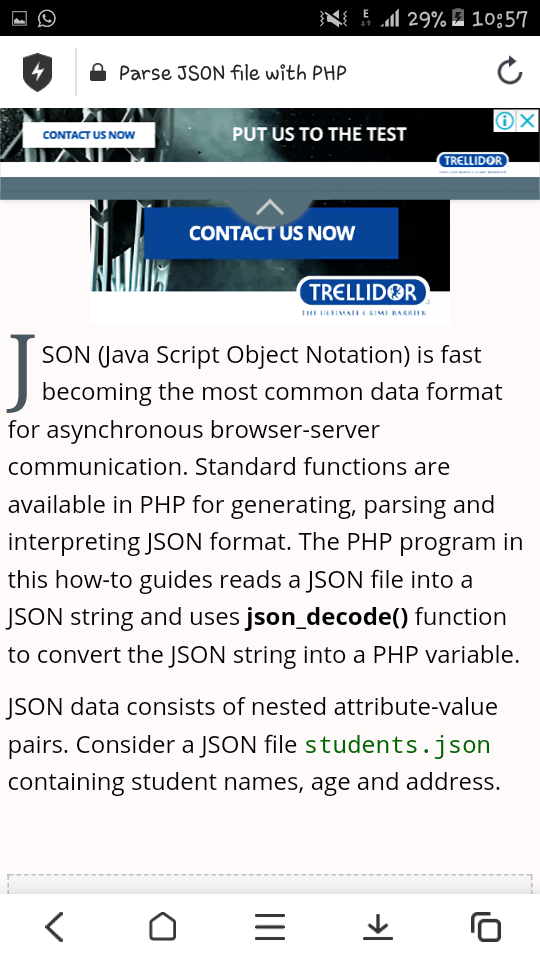 E 29% 10:57
Parse JSON file with PHP
CONTACT US NOW PUT US TO THE TEST
TRELLIDOR
CONTACT US NOW
TRELLIDOR
THE ULTIMATE CRIME BARRIER
JSON (Java Script Object Notation) is fast
becoming the most common data format
for asynchronous browser-server
communication. Standard functions are
available in PHP for generating, parsing and
interpreting JSON format. The PHP program in
this how-to guides reads a JSON file into a
JSON string and uses json_decode() function
to convert the JSON string into a PHP variable.
JSON data consists of nested attribute-value
pairs. Consider a JSON file students.json
containing student names, age and address.